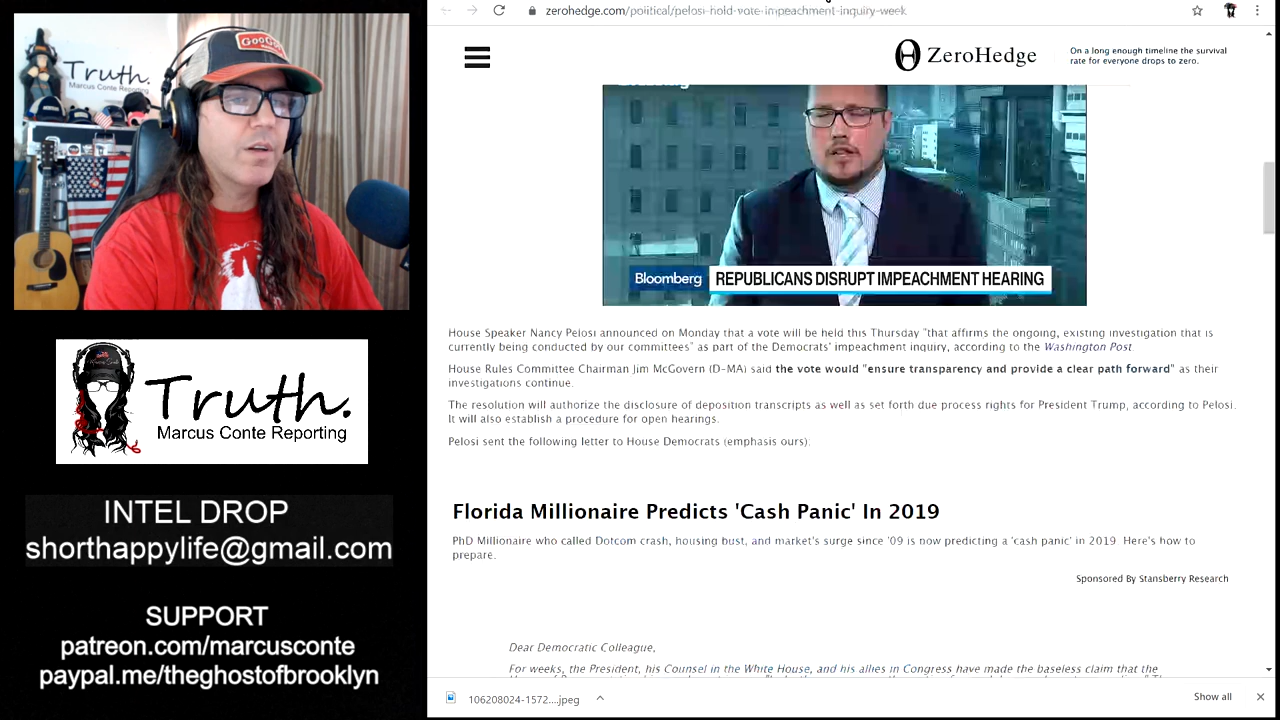 zerohedge.com/political/pelosi-hold-vote-impeachment-inquiry-week
ZeroHedge
On a long enough timeline the survival
rate for everyone drops to zero.
GooGoo
Truth.
Marcus Conte Reporting
Bloomberg
REPUBLICANS DISRUPT IMPEACHMENT HEARING
House Speaker Nancy Pelosi announced on Monday that a vote will be held this Thursday "that affirms the ongoing, existing investigation that is
currently being conducted by our committees" as part of the Democrats' impeachment inquiry, according to the Washington Post
House Rules Committee Chairman Jim McGovern (D-MA) said the vote would "ensure transparency and provide a clear path forward" as their
investigations continue.
The resolution will authorize the disclosure of deposition transcripts as well as set forth due process rights for President Trump, according to Pelosi.
It will also establish a procedure for open hearings.
Pelosi sent the following letter to House Democrats (emphasis ours):
Truth.
Marcus Conte Reporting
INTEL DROP
shorthappylife@gmail.com
SUPPORT
patreon.com/marcusconte
paypal.me/theghostofbrooklyn
Florida Millionaire Predicts 'Cash Panic' In 2019
PhD Millionaire who called Dotcom crash, housing bust, and market's surge since '09 is now predicting a 'cash panic' in 2019. Here's how to
prepare.
Sponsored By Stansberry Research
Dear Democratic Colleague,
For weeks, the President, his Counsel in the White House, and his allies in Congress have made the baseless claim that the
106208024-1572....jpeg
Show all